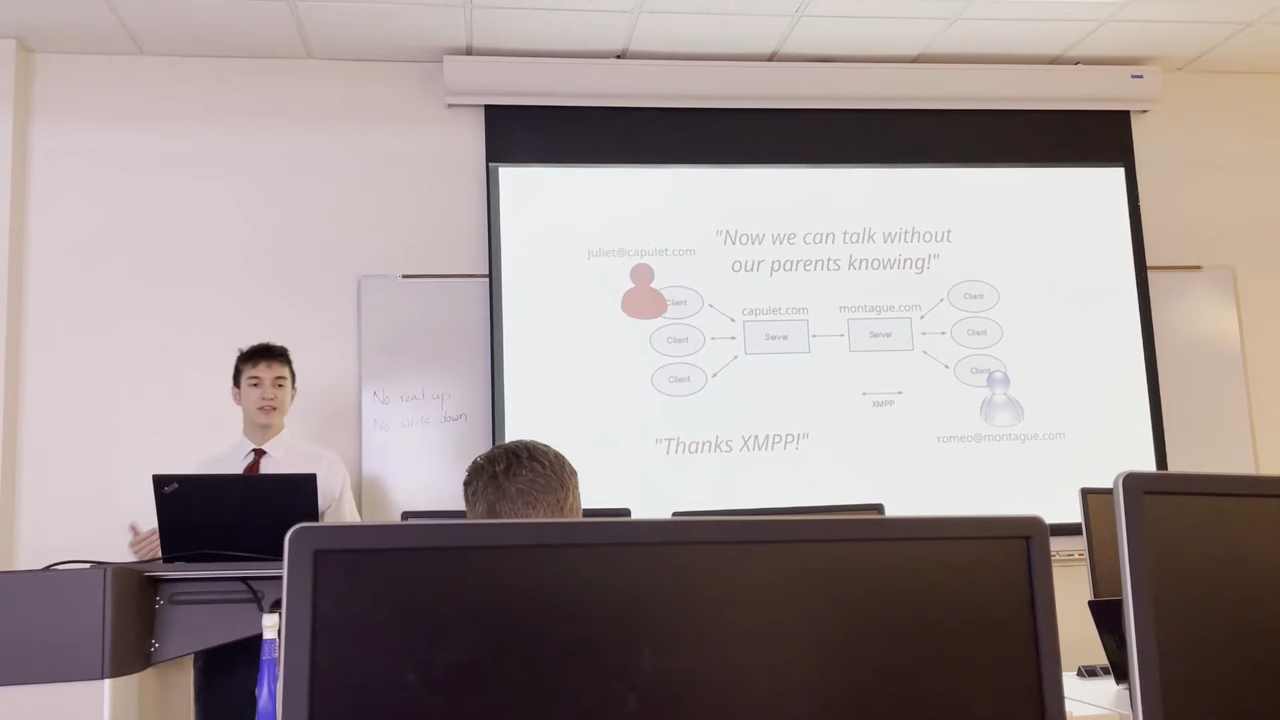 "Now we can talk without
our parents knowing!"
juliet@capulet.com
Client
Client
Client
capulet.com
Server
montague.com
Server
Client
Client
Client
XMPP
"Thanks XMPP!"
romeo@montague.com
No read up
No write down